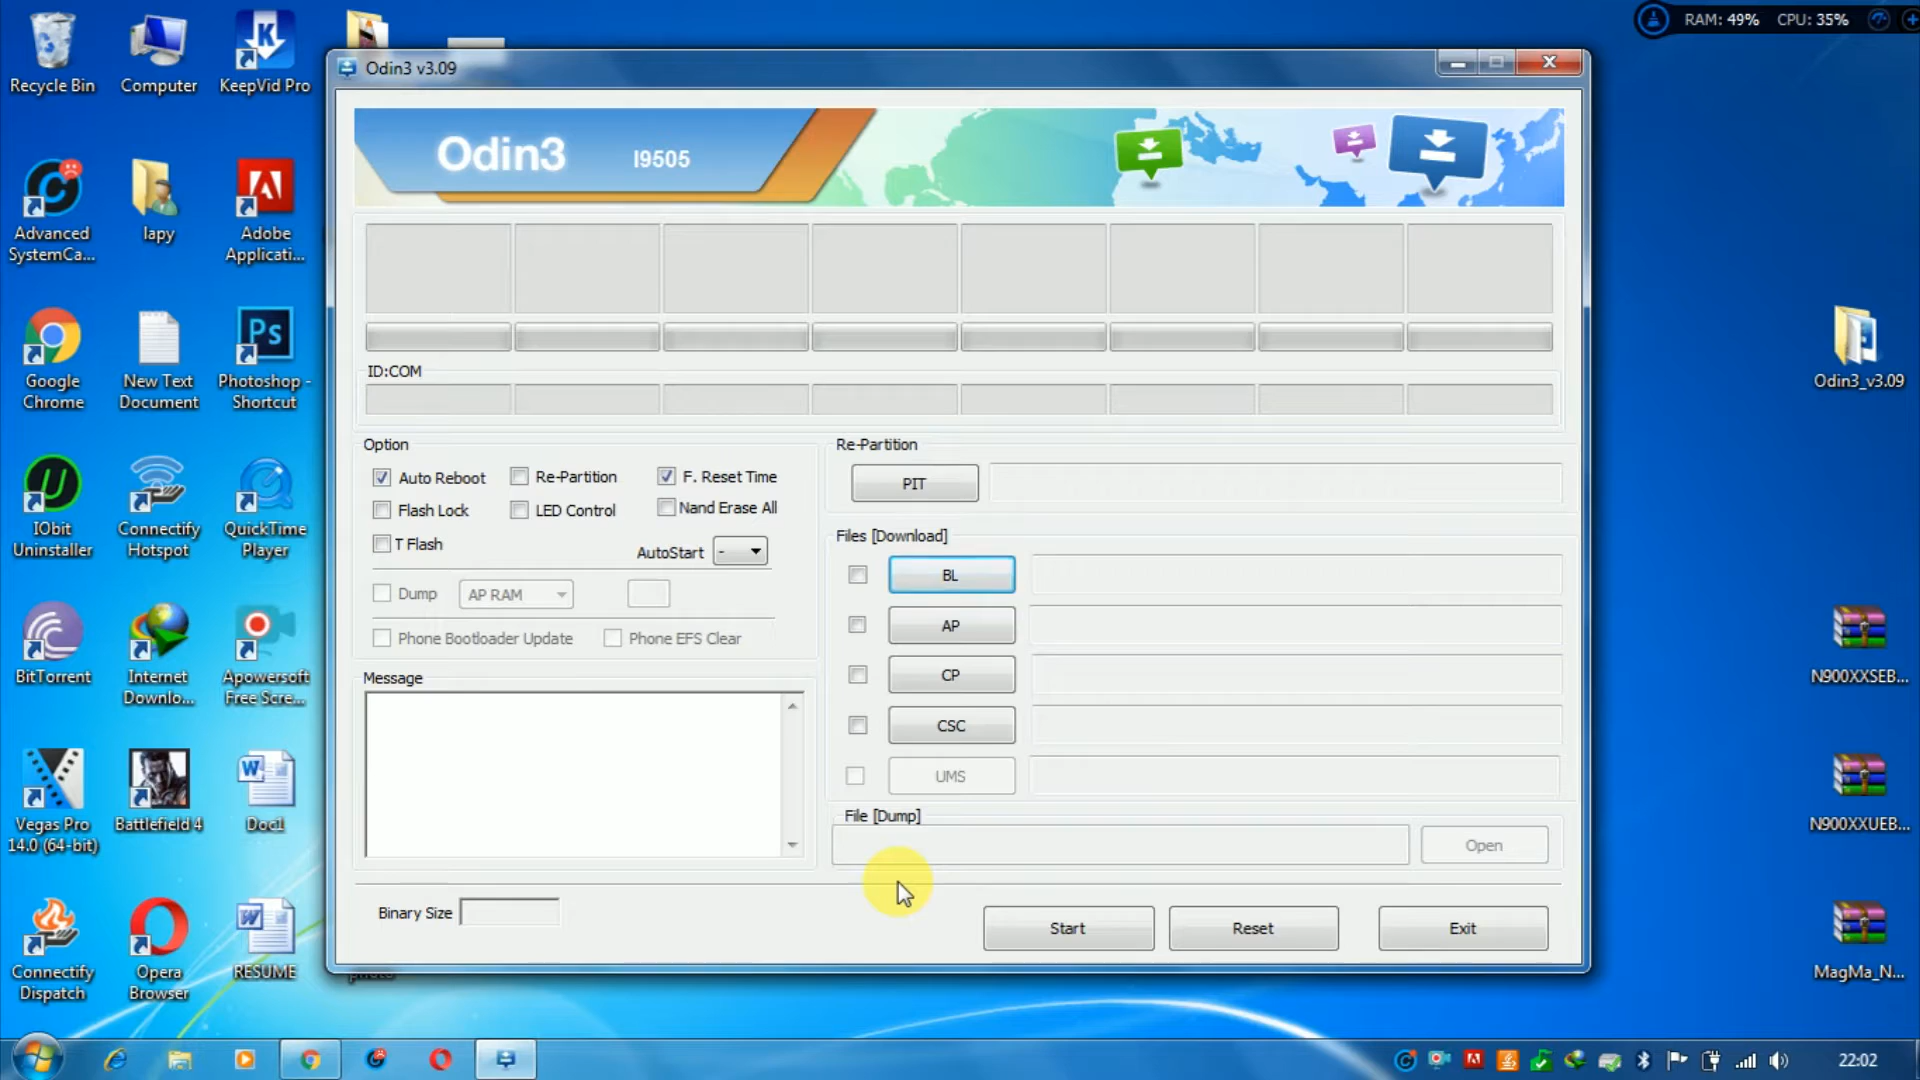 RAM: 49% CPU: 35%
Recycle Bin
Computer
KeepVid Pro
Advanced
SystemCa...
lapy
Adobe
Applicati...
Google
Chrome
New Text
Document
Photoshop -
Shortcut
IObit
Uninstaller
Connectify
Hotspot
QuickTime
Player
BitTorrent
Internet
Downlo...
Apowersoft
Free Scre...
Vegas Pro
14.0 (64-bit)
Battlefield 4
Doc1
Connectify
Dispatch
Opera
Browser
RESUME
photo
Odin3 v3.09
Odin3 I9505
ID:COM
Option
Auto Reboot
Re-Partition
F. Reset Time
Flash Lock
LED Control
Nand Erase All
T Flash
AutoStart -
Dump
AP RAM
Phone Bootloader Update
Phone EFS Clear
Message
Re-Partition
PIT
Files [Download]
BL
AP
CP
CSC
UMS
File [Dump]
Open
Binary Size
Start
Reset
Exit
Odin3_v3.09
N900XXSEB...
N900XXUEB...
MagMa_N...
22:02